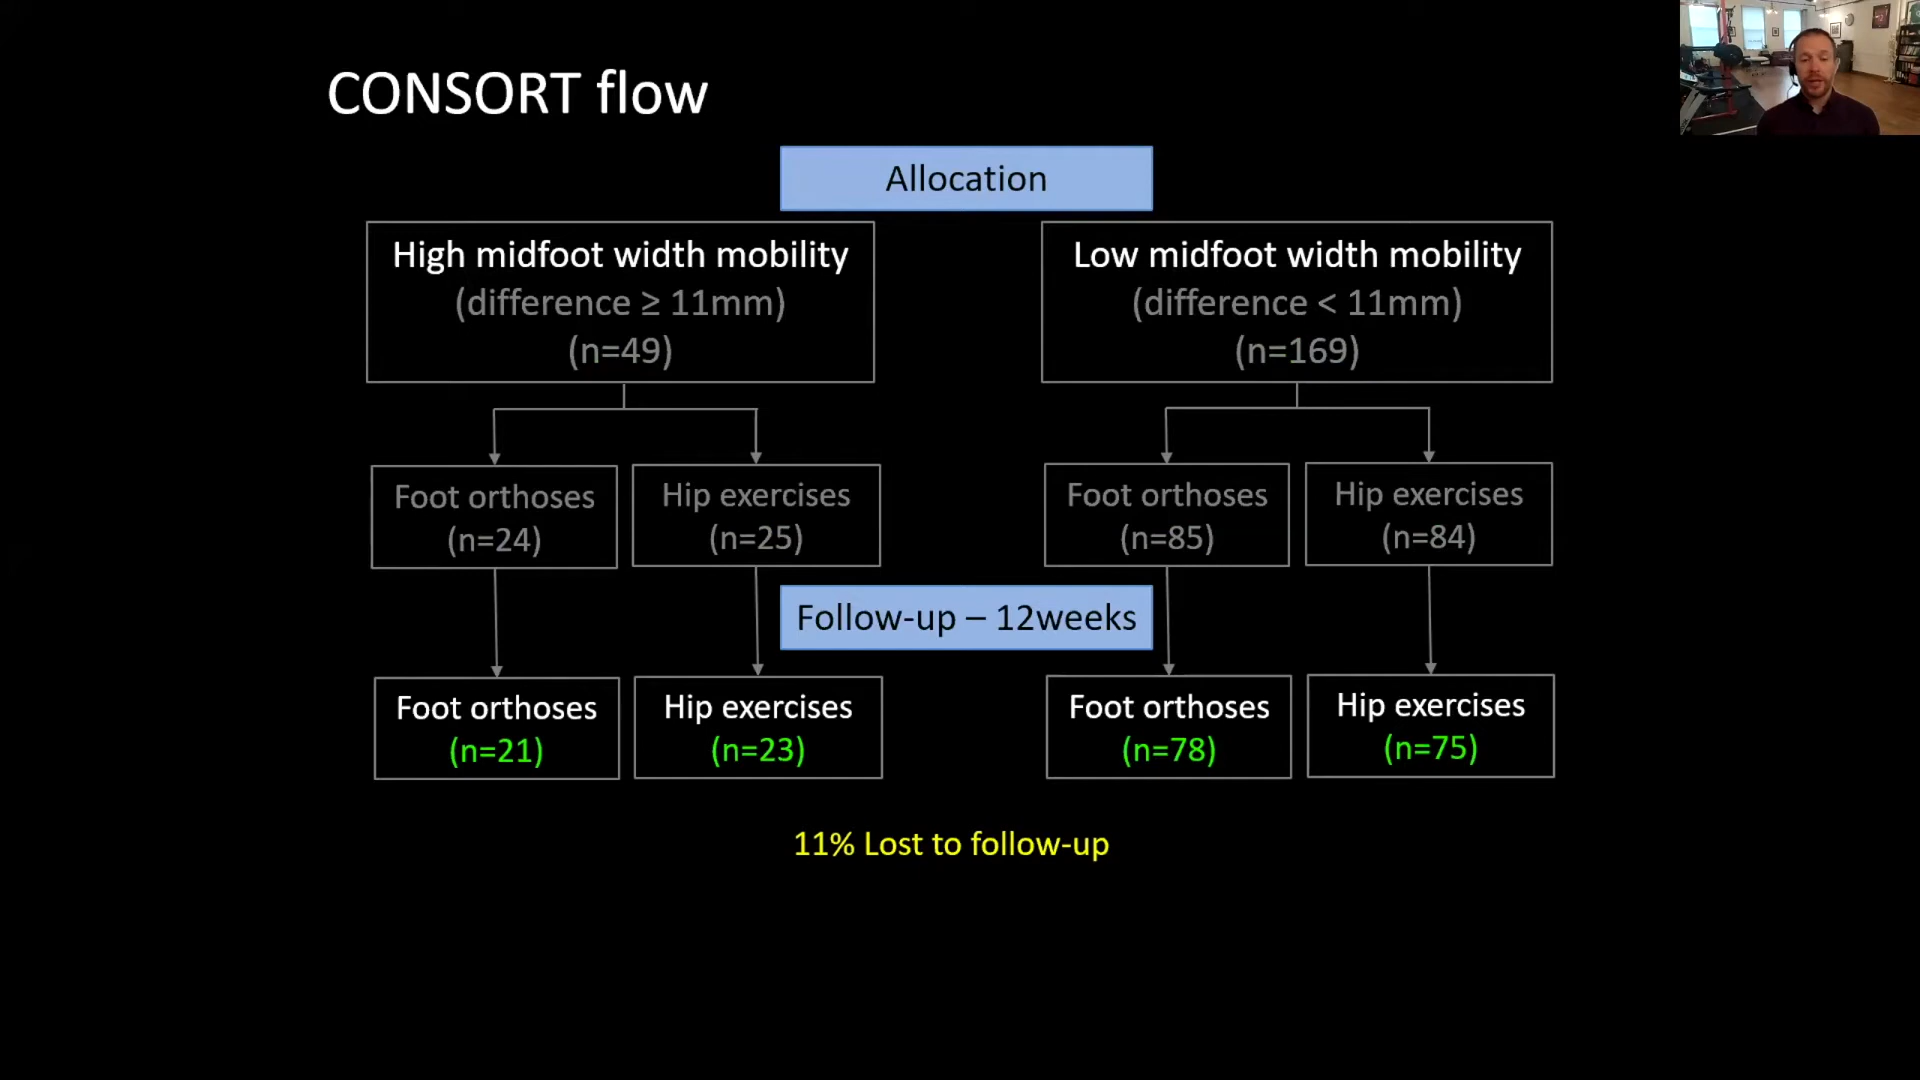 CONSORT flow
Allocation
High midfoot width mobility
(difference ≥ 11mm)
(n=49)
Low midfoot width mobility
(difference < 11mm)
(n=169)
Foot orthoses
(n=24)
Hip exercises
(n=25)
Foot orthoses
(n=85)
Hip exercises
(n=84)
Follow-up – 12weeks
Foot orthoses
(n=21)
Hip exercises
(n=23)
Foot orthoses
(n=78)
Hip exercises
(n=75)
11% Lost to follow-up